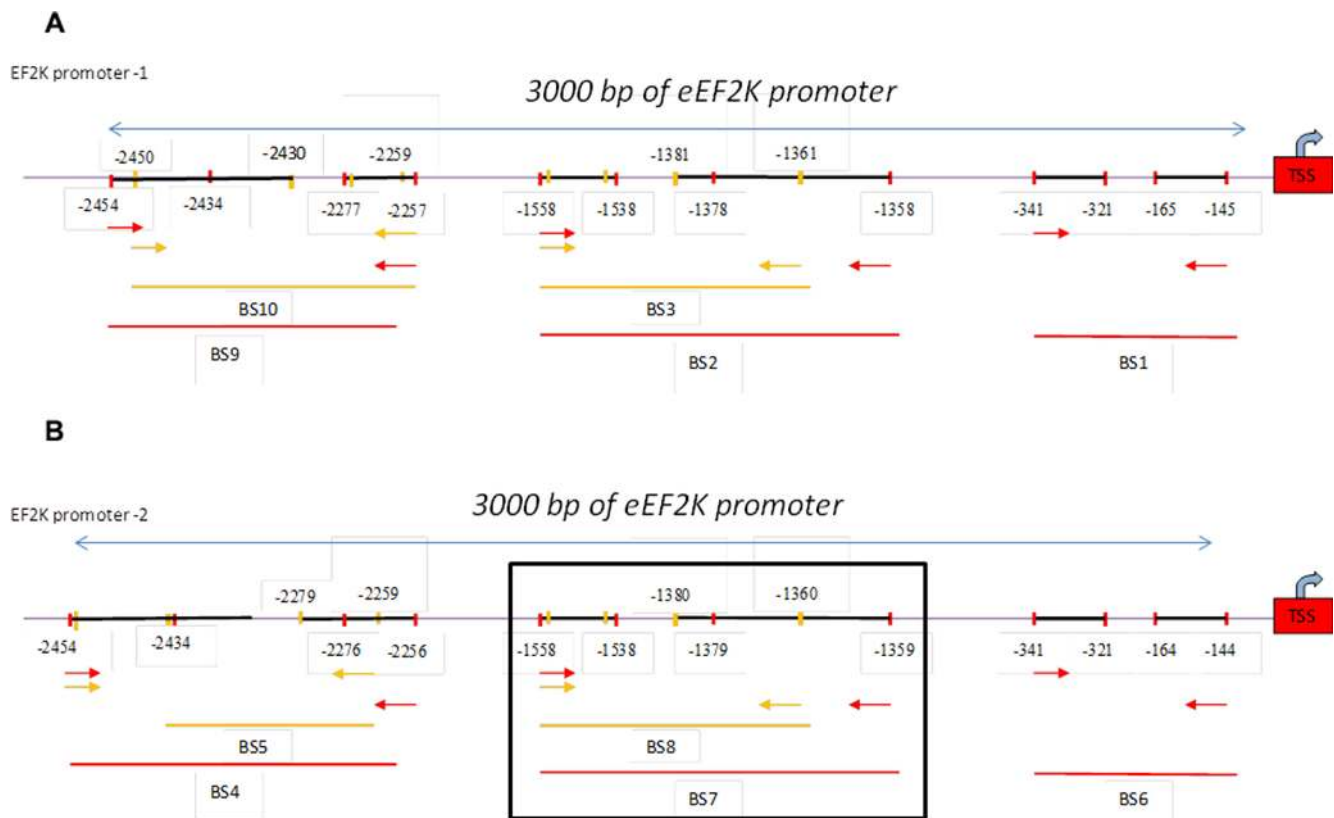 A
EF2K promoter -1
3000 bp of eEF2K promoter
-2450 -2430 -2259 -1381 -1361
TSS
-2454 -2434 -2277 -2257 -1558 -1538 -1378 -1358 -341 -321 -165 -145
BS10 BS3
BS9 BS2 BS1
B
EF2K promoter -2
3000 bp of eEF2K promoter
-2279 -2259 -1380 -1360
TSS
-2454 -2434 -2276 -2256 -1558 -1538 -1379 -1359 -341 -321 -164 -144
BS5 BS8
BS4 BS7 BS6